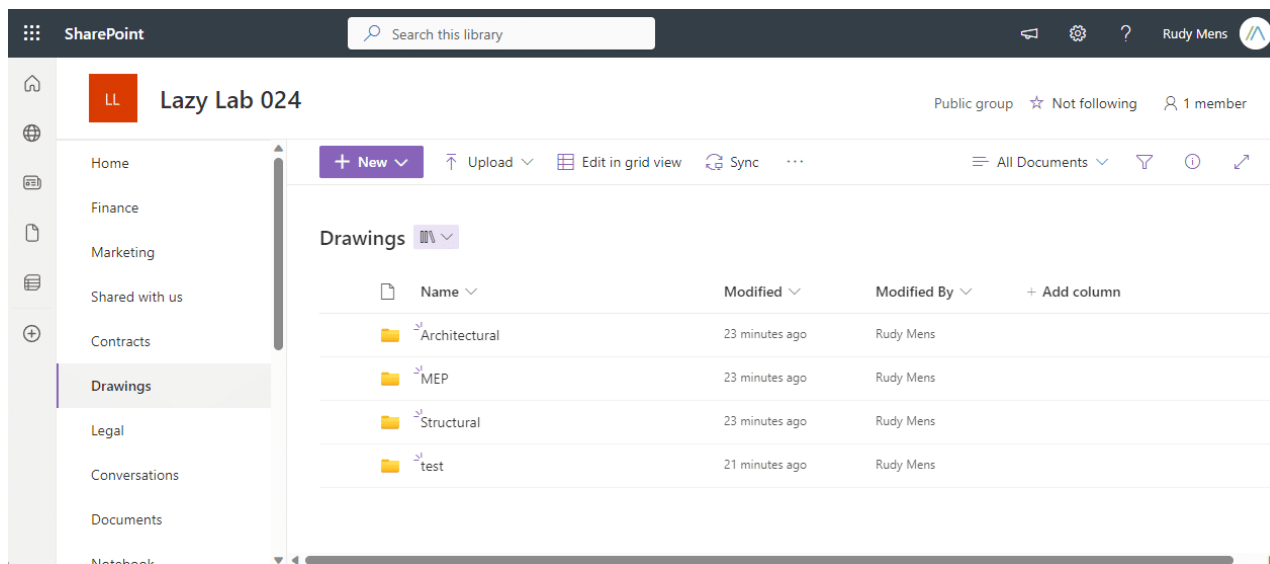 SharePoint Search this library ? Rudy Mens
LL Lazy Lab 024 Public group Not following 1 member
Home
Finance
Marketing
Shared with us
Contracts
Drawings
Legal
Conversations
Documents
Notebook
+ New Upload Edit in grid view Sync ... All Documents
Drawings
Name Modified Modified By + Add column
Architectural 23 minutes ago Rudy Mens
MEP 23 minutes ago Rudy Mens
Structural 23 minutes ago Rudy Mens
test 21 minutes ago Rudy Mens